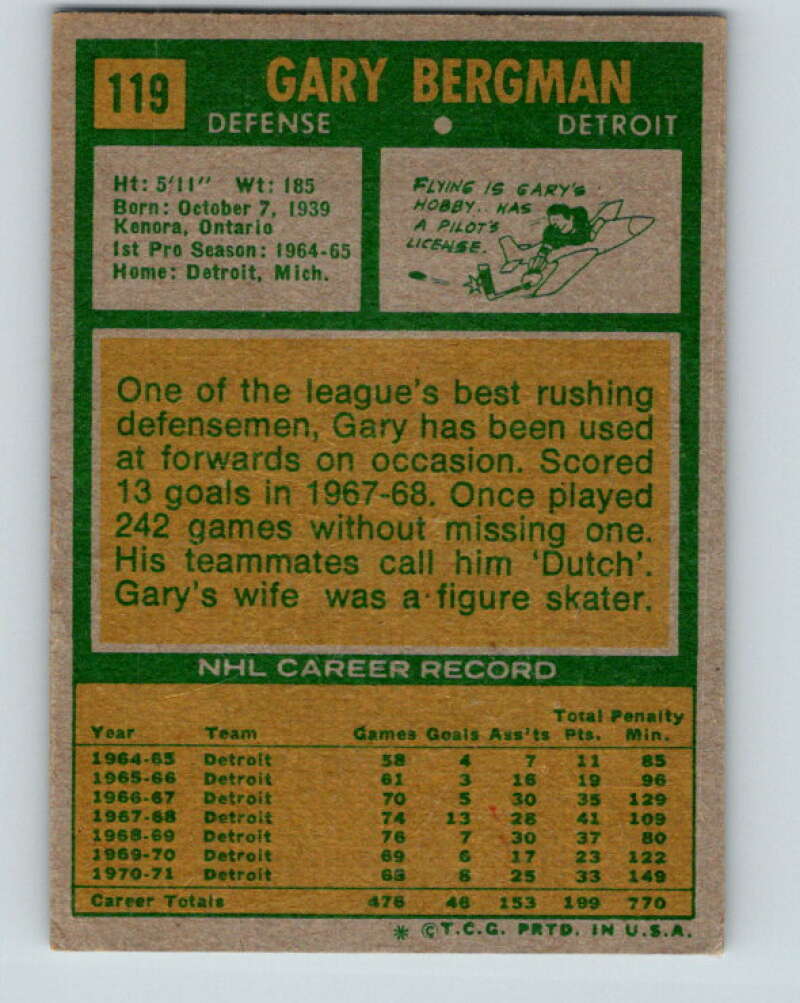 119
GARY BERGMAN
DEFENSE • DETROIT
Ht: 5'11" Wt: 185
Born: October 7, 1939
Kenora, Ontario
1st Pro Season: 1964-65
Home: Detroit, Mich.
FLYING IS GARY'S
HOBBY.. HAS
A PILOT'S
LICENSE.
One of the league's best rushing
defensemen, Gary has been used
at forwards on occasion. Scored
13 goals in 1967-68. Once played
242 games without missing one.
His teammates call him 'Dutch'.
Gary's wife was a figure skater.
NHL CAREER RECORD
Total Penalty
Year Team Games Goals Ass'ts Pts. Min.
1964-65 Detroit 58 4 7 11 85
1965-66 Detroit 61 3 16 19 96
1966-67 Detroit 70 5 30 35 129
1967-68 Detroit 74 13 28 41 109
1968-69 Detroit 76 7 30 37 80
1969-70 Detroit 69 6 17 23 122
1970-71 Detroit 68 8 25 33 149
Career Totals 476 46 153 199 770
* © T.C.G. PRTD. IN U.S.A.